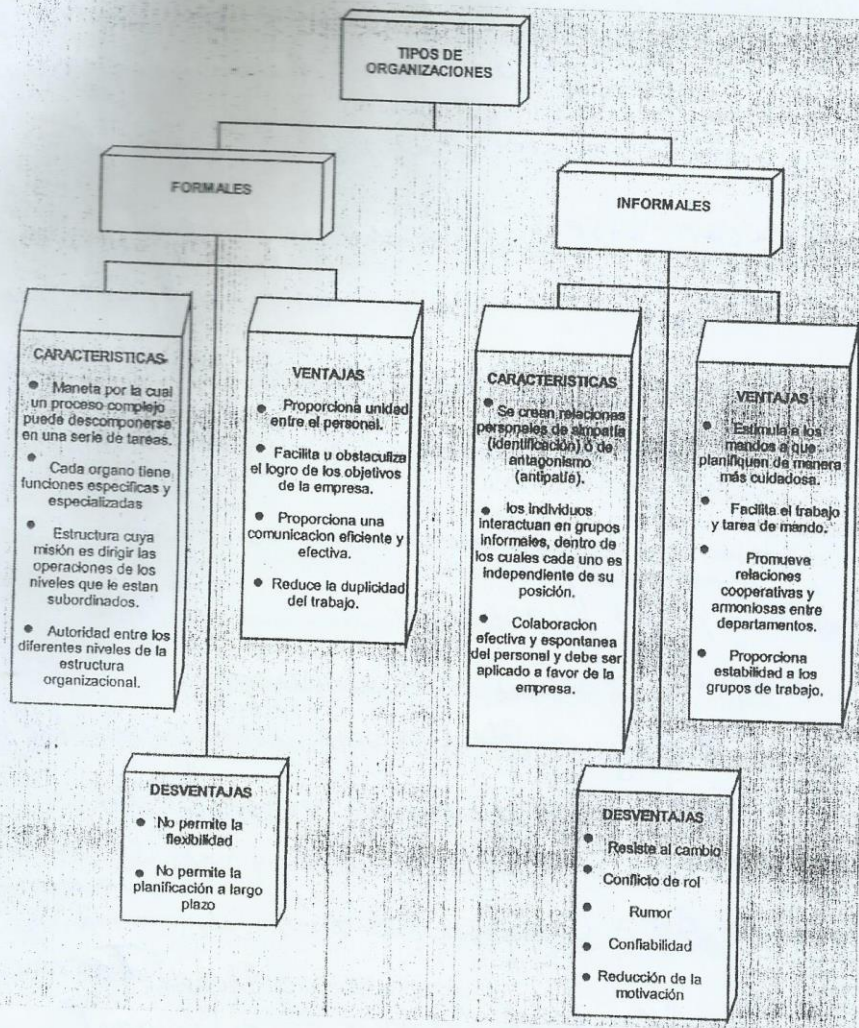 TIPOS DE
ORGANIZACIONES
FORMALES
INFORMALES
CARACTERISTICAS
● Maneta por la cual
un proceso complejo
puede descomponerse
en una serie de tareas.
● Cada organo tiene
funciones especificas y
especializadas
● Estructura cuya
misión es dirigir las
operaciones de los
niveles que le estan
subordinados.
● Autoridad entre los
diferentes niveles de la
estructura
organizacional.
VENTAJAS
● Proporciona unidad
entre el personal.
● Facilita u obstaculiza
el logro de los objetivos
de la empresa.
● Proporciona una
comunicacion eficiente y
efectiva.
● Reduce la duplicidad
del trabajo.
DESVENTAJAS
● No permite la
flexibilidad
● No permite la
planificación a largo
plazo
CARACTERISTICAS
● Se crean relaciones
personales de simpatía
(identificación) ó de
antagonismo
(antipatía).
● los individuos
interactuan en grupos
informales, dentro de
los cuales cada uno es
independiente de su
posición.
● Colaboracion
efectiva y espontanea
del personal y debe ser
aplicado a favor de la
empresa.
VENTAJAS
● Estimula a los
mandos a que
planifiquen de manera
más cuidadosa.
● Facilita el trabajo
y tarea de mando.
● Promueve
relaciones
cooperativas y
armoniosas entre
departamentos.
● Proporciona
estabilidad a los
grupos de trabajo.
DESVENTAJAS
● Resiste al cambio
● Conflicto de rol
● Rumor
● Confiabilidad
● Reducción de la
motivación